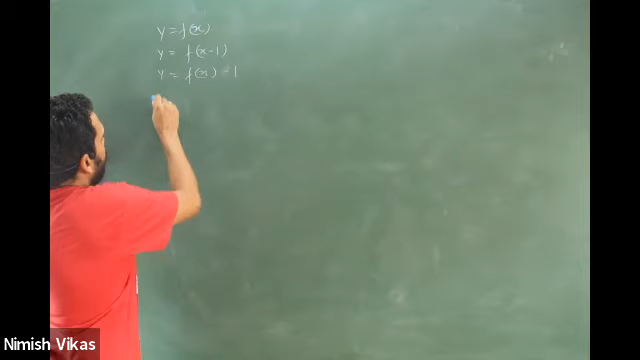 y = f(x)
y = f(x-1)
y = f(x) - 1
Nimish Vikas